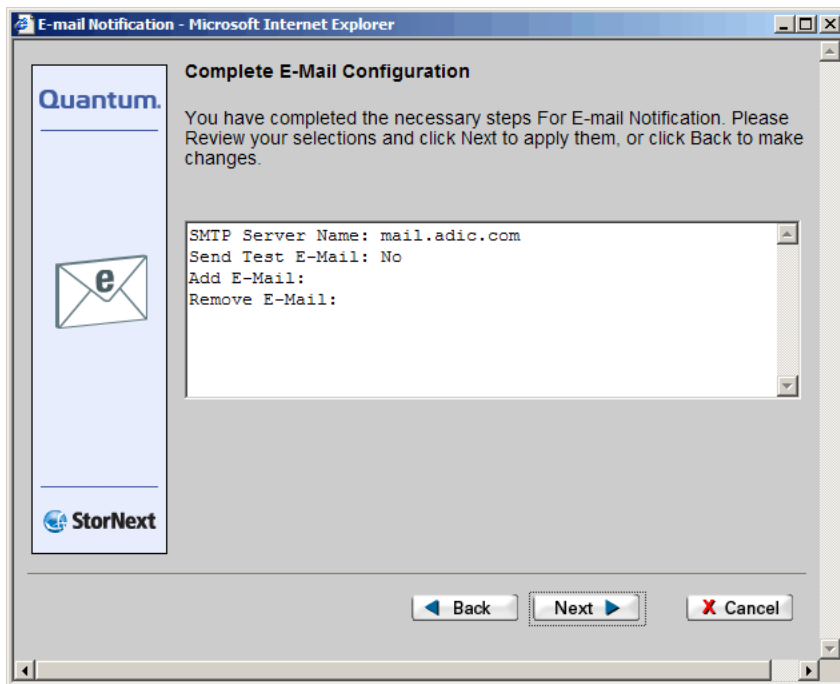 E-mail Notification - Microsoft Internet Explorer
Quantum.
Complete E-Mail Configuration
You have completed the necessary steps For E-mail Notification. Please
Review your selections and click Next to apply them, or click Back to make
changes.
SMTP Server Name: mail.adic.com
Send Test E-Mail: No
Add E-Mail:
Remove E-Mail:
e
StorNext
Back
Next
X Cancel